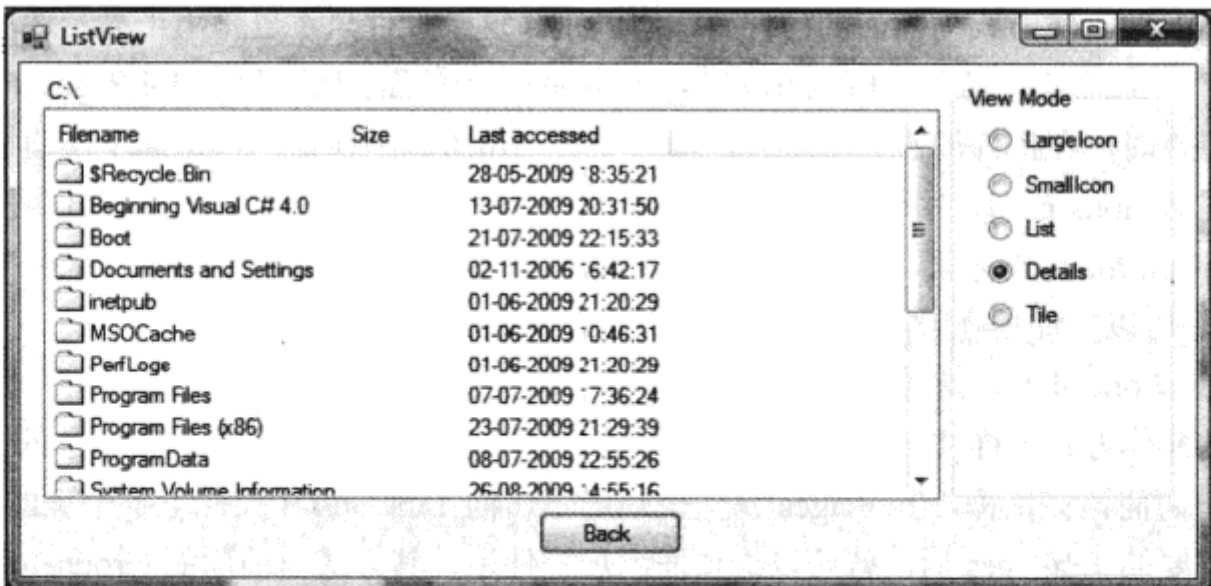 ListView
C:\
Filename Size Last accessed
$Recycle.Bin 28-05-2009 18:35:21
Beginning Visual C# 4.0 13-07-2009 20:31:50
Boot 21-07-2009 22:15:33
Documents and Settings 02-11-2006 16:42:17
inetpub 01-06-2009 21:20:29
MSOCache 01-06-2009 10:46:31
PerfLogs 01-06-2009 21:20:29
Program Files 07-07-2009 17:36:24
Program Files (x86) 23-07-2009 21:29:39
ProgramData 08-07-2009 22:55:26
System Volume Information 26-08-2009 14:55:16
View Mode
LargeIcon
SmallIcon
List
Details
Tile
Back